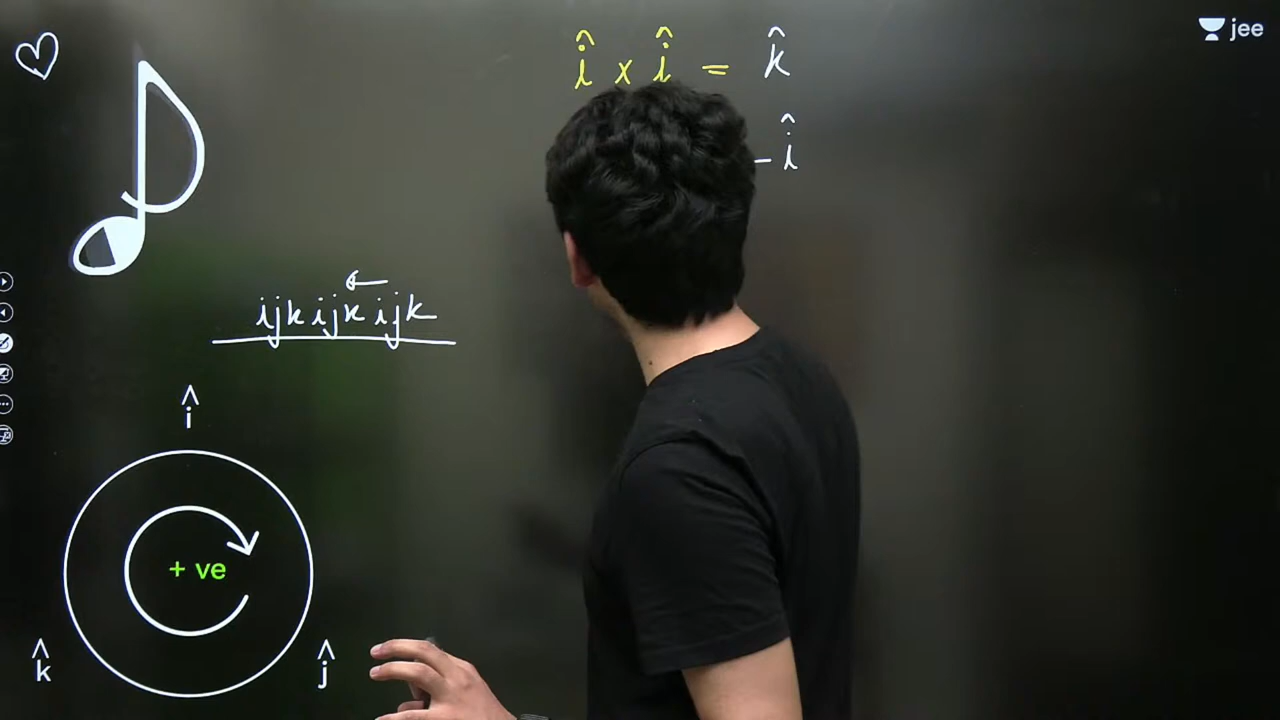 jee
î × î = k̂
– î
ijkijkijk
î
+ ve
k̂
ĵ